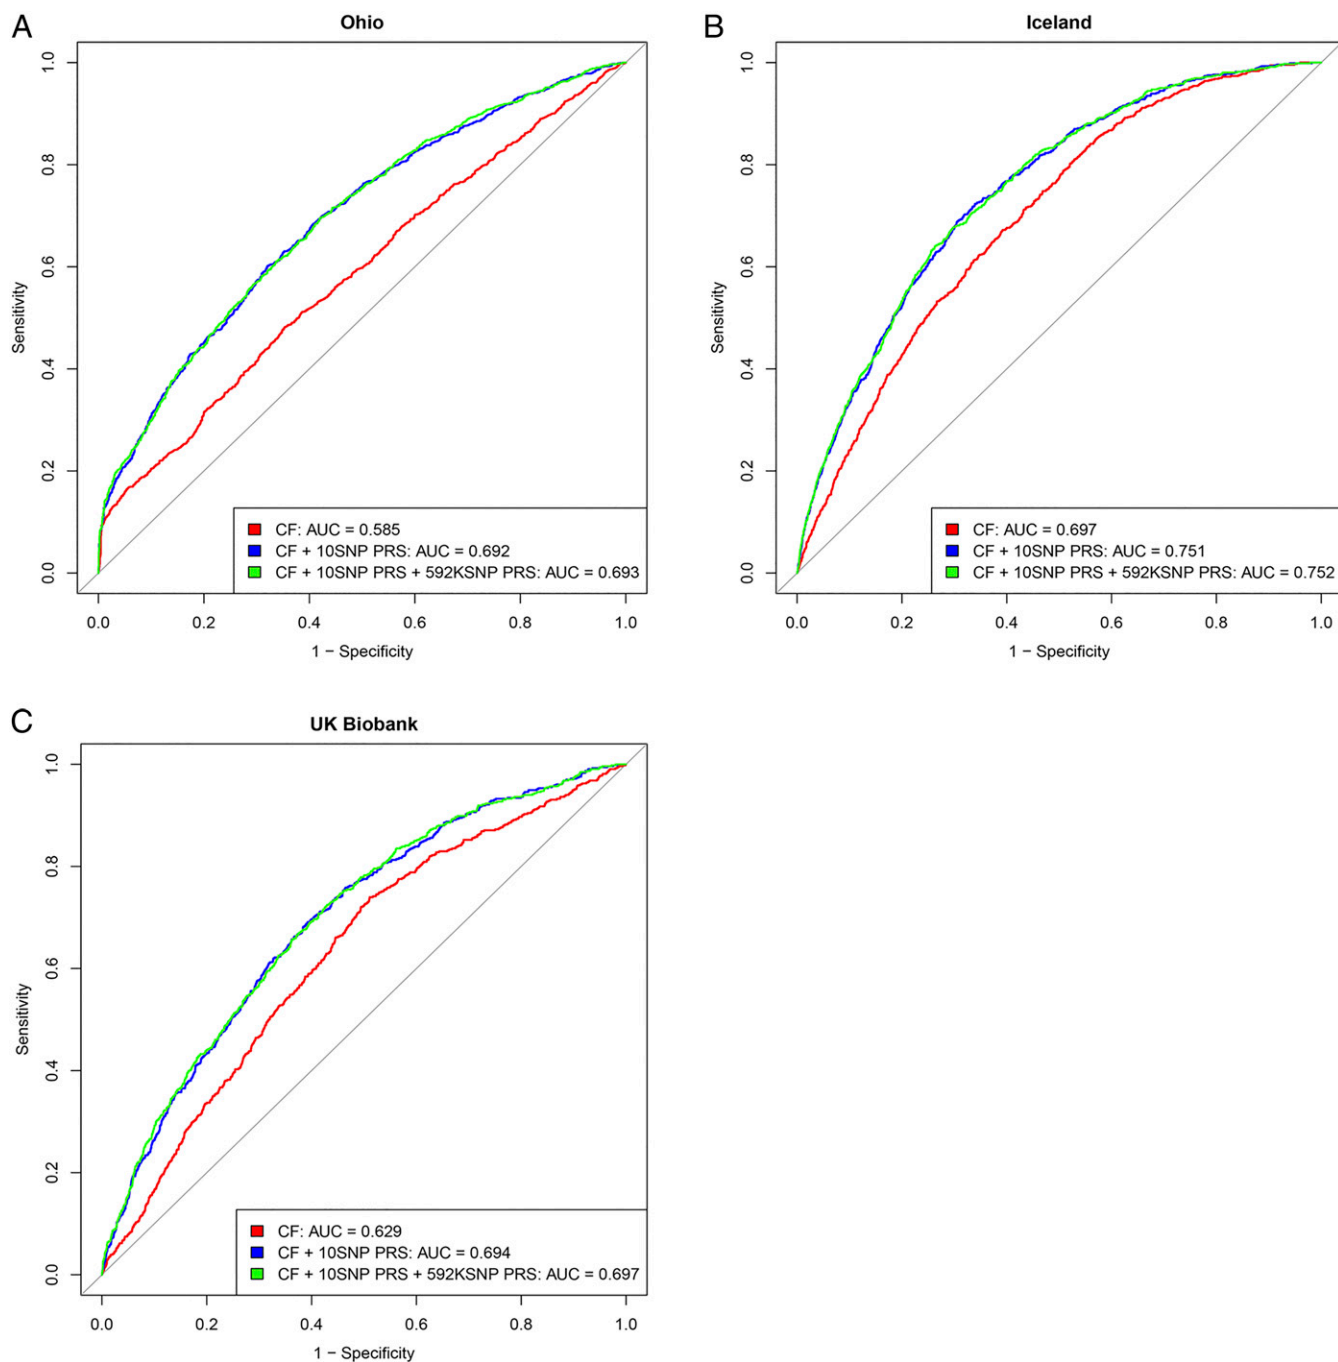 A
Ohio
Sensitivity
0.0 0.2 0.4 0.6 0.8 1.0
CF: AUC = 0.585
CF + 10SNP PRS: AUC = 0.692
CF + 10SNP PRS + 592KSNP PRS: AUC = 0.693
0.0 0.2 0.4 0.6 0.8 1.0
1 − Specificity
B
Iceland
Sensitivity
0.0 0.2 0.4 0.6 0.8 1.0
CF: AUC = 0.697
CF + 10SNP PRS: AUC = 0.751
CF + 10SNP PRS + 592KSNP PRS: AUC = 0.752
0.0 0.2 0.4 0.6 0.8 1.0
1 − Specificity
C
UK Biobank
Sensitivity
0.0 0.2 0.4 0.6 0.8 1.0
CF: AUC = 0.629
CF + 10SNP PRS: AUC = 0.694
CF + 10SNP PRS + 592KSNP PRS: AUC = 0.697
0.0 0.2 0.4 0.6 0.8 1.0
1 − Specificity